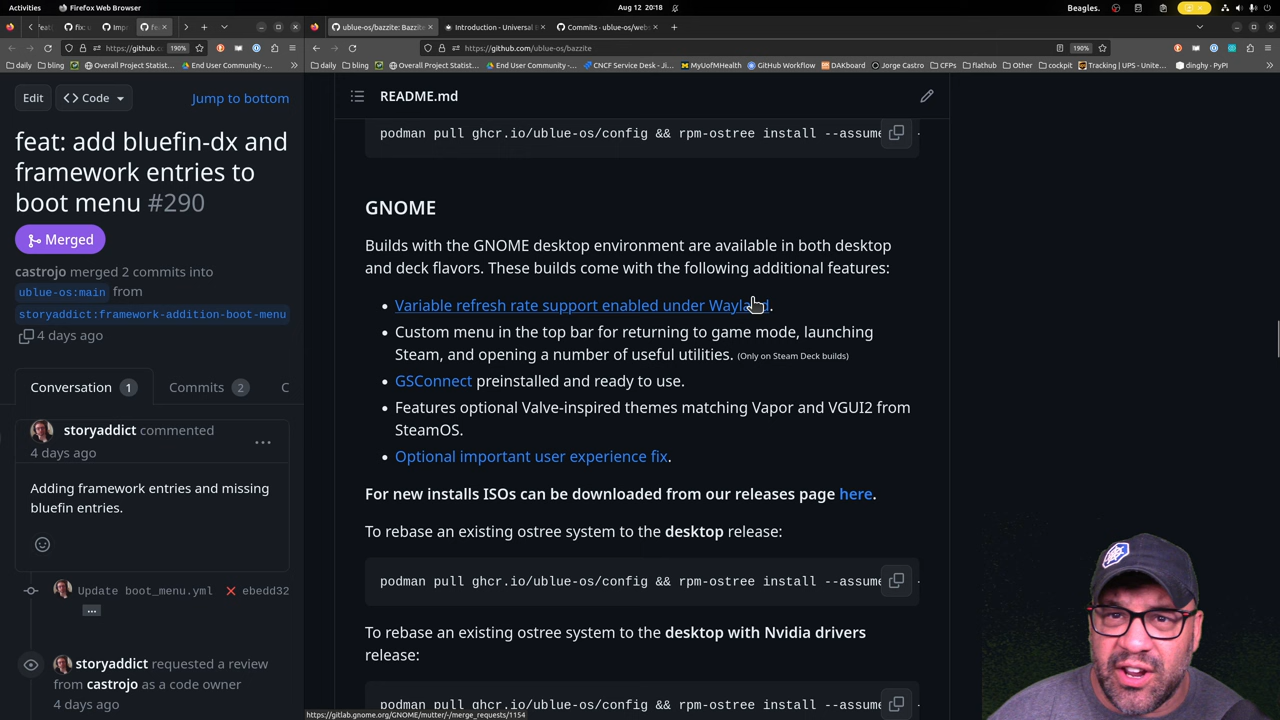 Activities
Firefox Web Browser
Aug 12 20:18
Beagles.
fix:
fe
ublue-os/bazzite: Bazzite
Introduction - Universal
Commits · ublue-os/web
https://github.c
190%
https://github.com/ublue-os/bazzite
190%
daily
bling
Overall Project Statist…
End User Community -…
daily
bling
Overall Project Statist…
End User Community -…
CNCF Service Desk - Ji…
MyUofMHealth
GitHub Workflow
DAKboard
Jorge Castro
CFPs
flathub
Other
cockpit
Tracking | UPS - Unite…
dinghy · PyPI
Edit
Code
Jump to bottom
feat: add bluefin-dx and
framework entries to
boot menu #290
Merged
castrojo merged 2 commits into
ublue-os:main from
storyaddict:framework-addition-boot-menu
4 days ago
Conversation 1
Commits 2
C
storyaddict commented
4 days ago
...
Adding framework entries and missing
bluefin entries.
Update boot_menu.yml
ebedd32
...
storyaddict requested a review
from castrojo as a code owner
4 days ago
README.md
podman pull ghcr.io/ublue-os/config && rpm-ostree install --assume
GNOME
Builds with the GNOME desktop environment are available in both desktop
and deck flavors. These builds come with the following additional features:
Variable refresh rate support enabled under Wayland.
Custom menu in the top bar for returning to game mode, launching
Steam, and opening a number of useful utilities. (Only on Steam Deck builds)
GSConnect preinstalled and ready to use.
Features optional Valve-inspired themes matching Vapor and VGUI2 from
SteamOS.
Optional important user experience fix.
For new installs ISOs can be downloaded from our releases page here.
To rebase an existing ostree system to the desktop release:
podman pull ghcr.io/ublue-os/config && rpm-ostree install --assume
To rebase an existing ostree system to the desktop with Nvidia drivers
release:
podman pull ghcr.io/ublue-os/config && rpm-ostree install --assume
https://gitlab.gnome.org/GNOME/mutter/-/merge_requests/1154